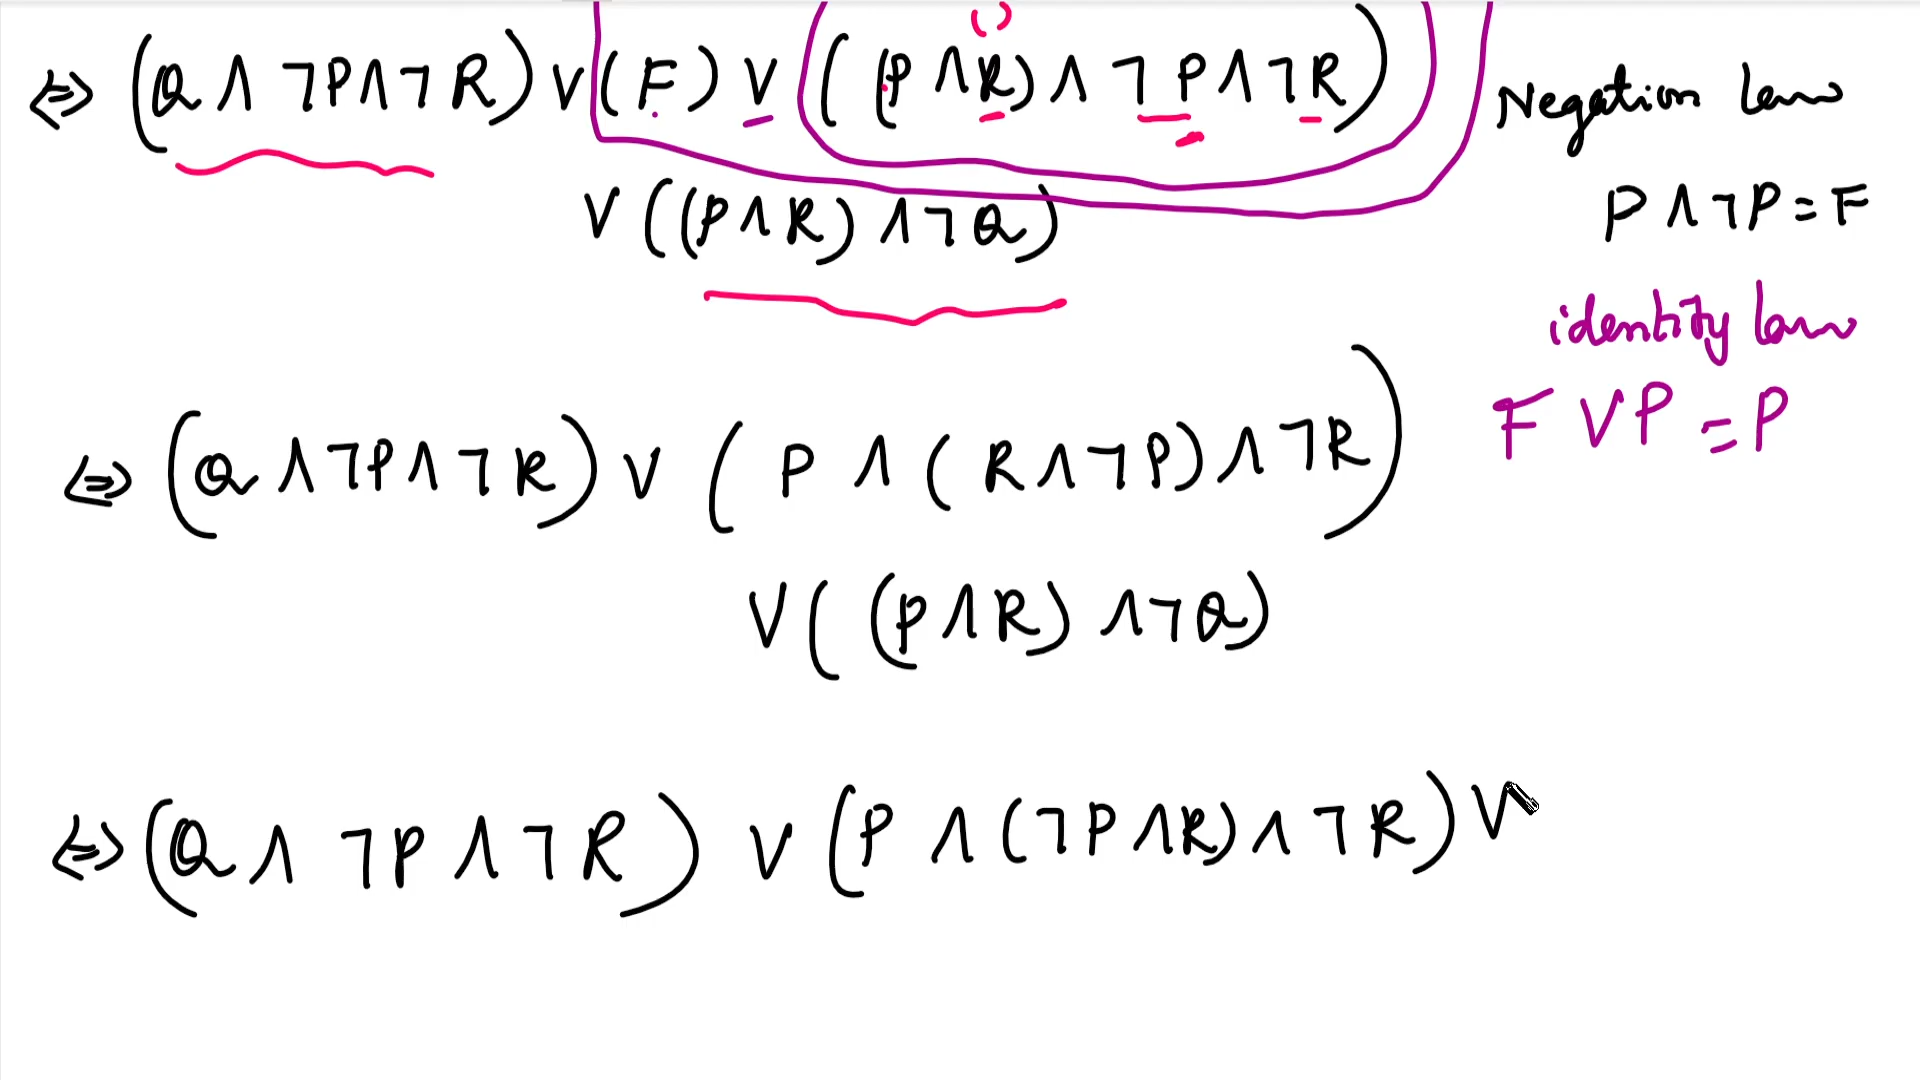 ⇔ (Q ∧ ¬P ∧ ¬R) ∨ (F) ∨ ((P ∧ R) ∧ ¬P ∧ ¬R)
∨ ((P ∧ R) ∧ ¬Q)
Negation law
P ∧ ¬P = F
identity law
F ∨ P = P
⇔ (Q ∧ ¬P ∧ ¬R) ∨ (P ∧ (R ∧ ¬P) ∧ ¬R)
∨ ((P ∧ R) ∧ ¬Q)
⇔ (Q ∧ ¬P ∧ ¬R) ∨ (P ∧ (¬P ∧ R) ∧ ¬R) ∨